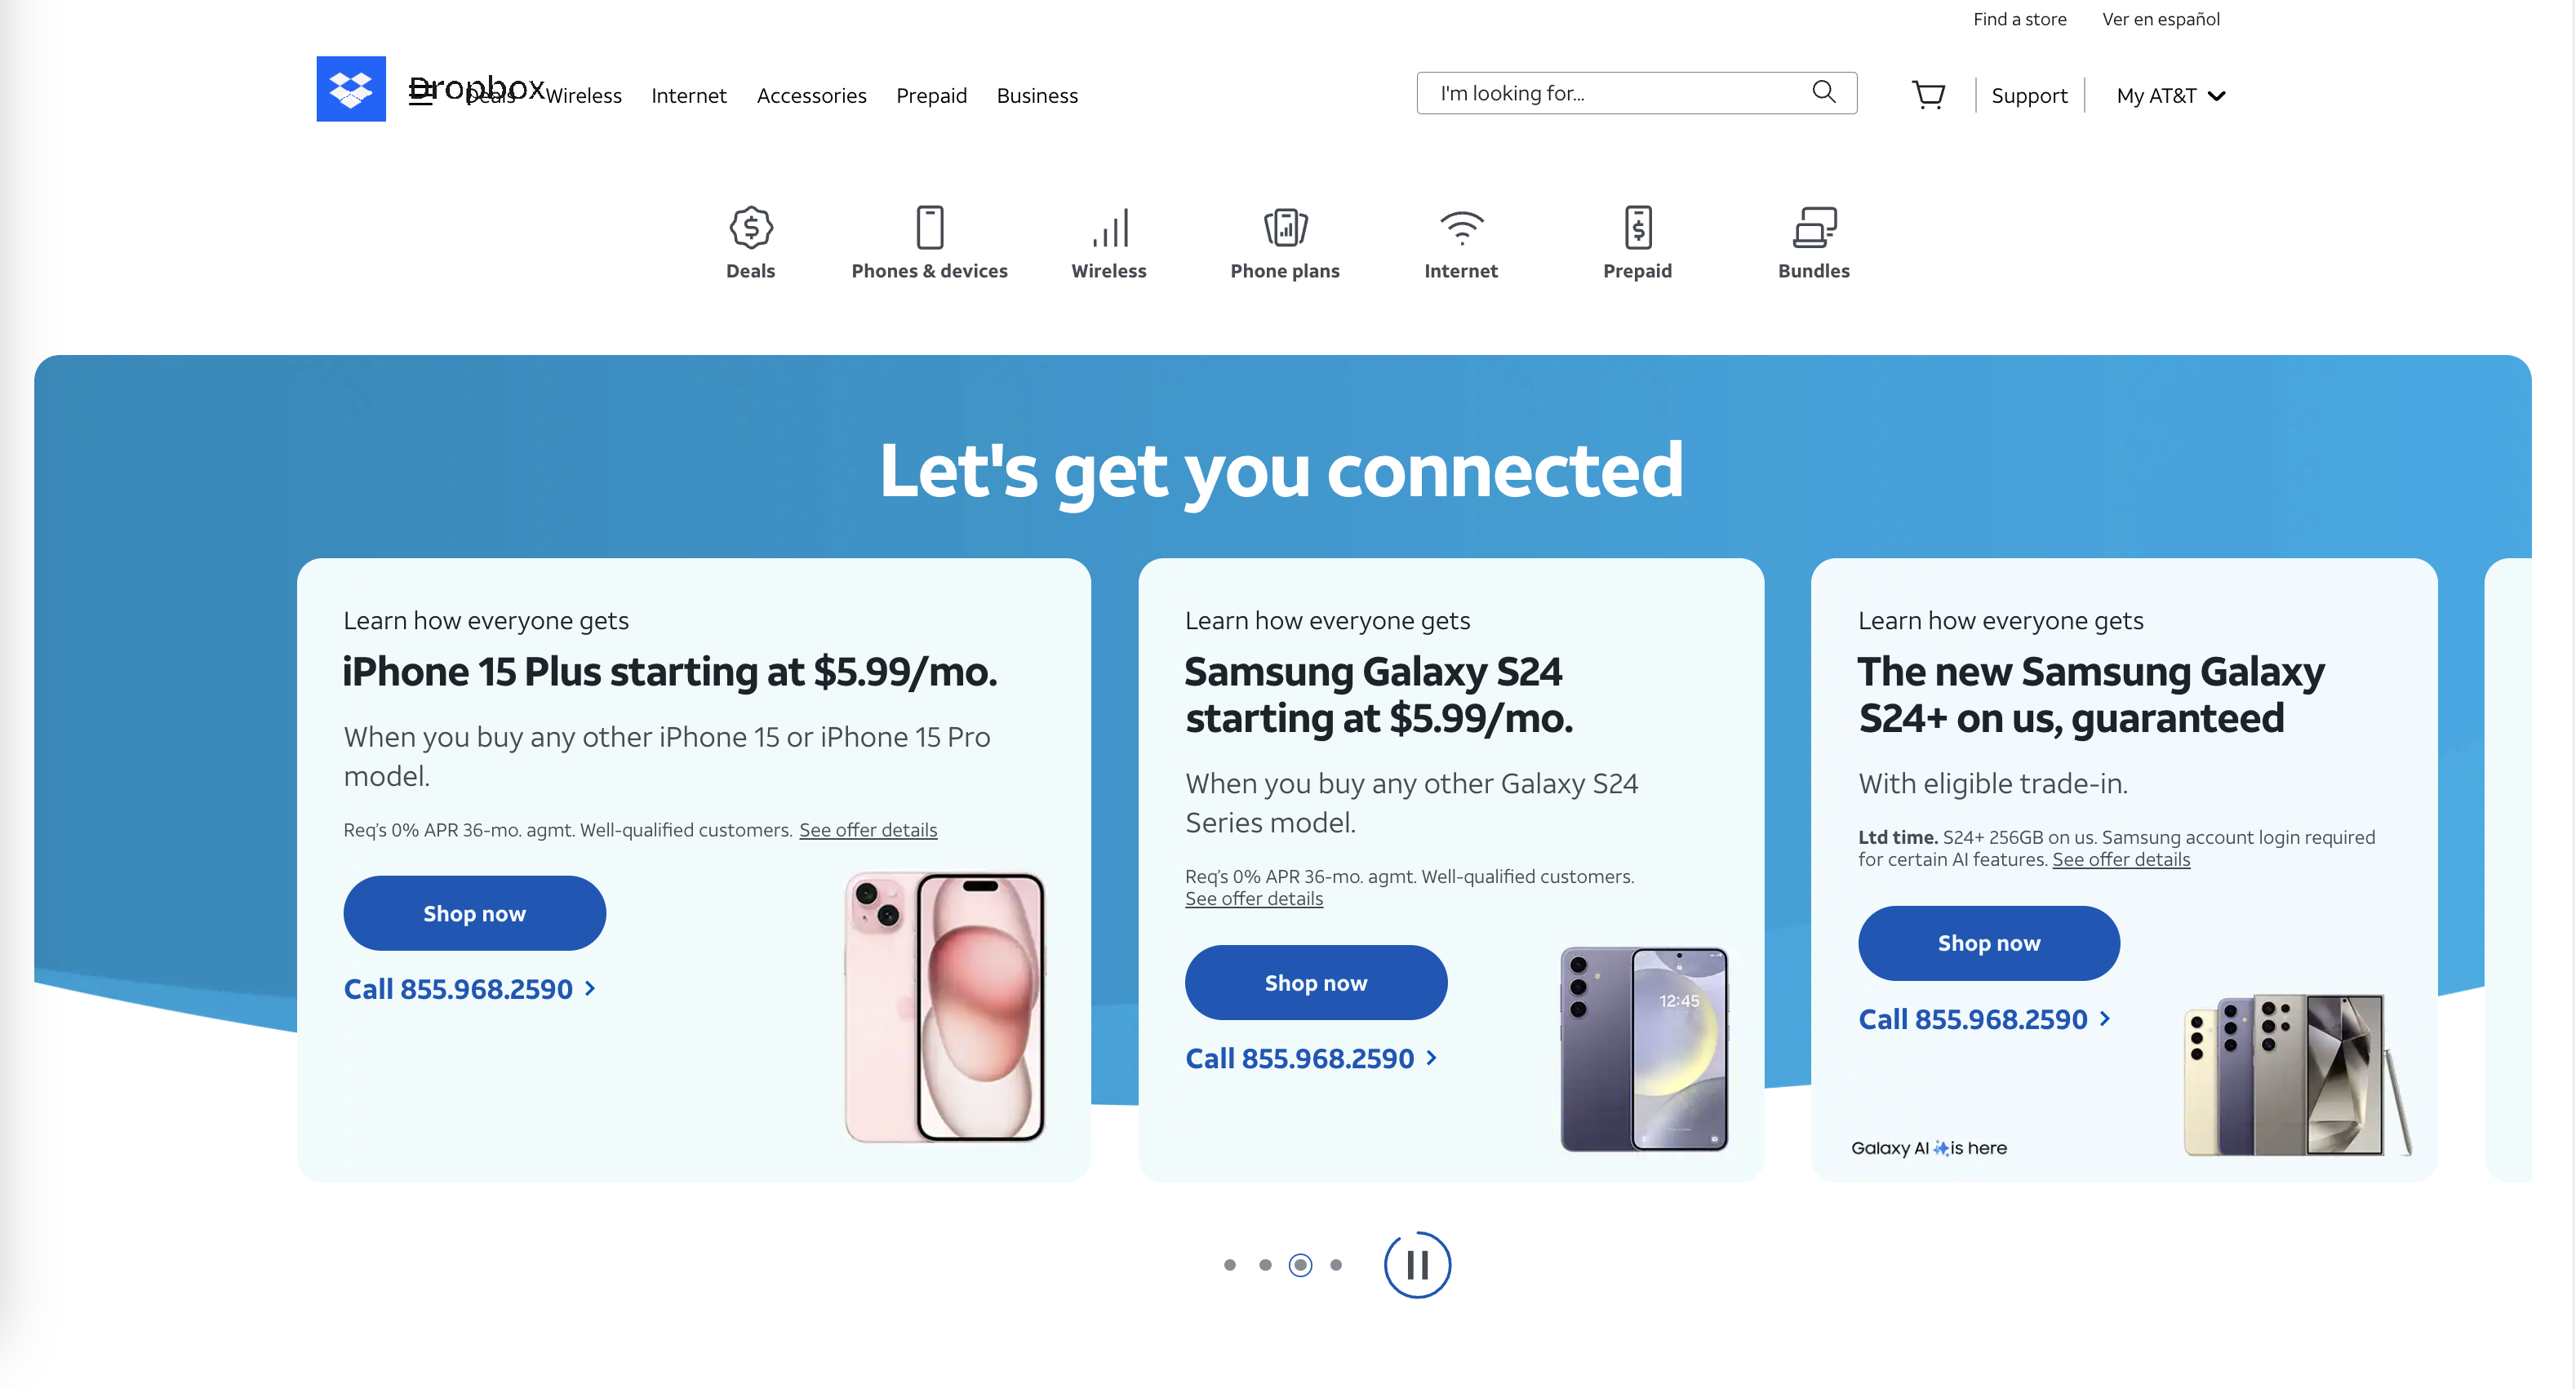 Find a store Ver en español
Dropbox
Deals Wireless Internet Accessories Prepaid Business
I'm looking for...
Support My AT&T
Deals Phones & devices Wireless Phone plans Internet Prepaid Bundles
Let's get you connected
Learn how everyone gets
iPhone 15 Plus starting at $5.99/mo.
When you buy any other iPhone 15 or iPhone 15 Pro
model.
Req's 0% APR 36-mo. agmt. Well-qualified customers. See offer details
Shop now
Call 855.968.2590
Learn how everyone gets
Samsung Galaxy S24
starting at $5.99/mo.
When you buy any other Galaxy S24
Series model.
Req's 0% APR 36-mo. agmt. Well-qualified customers.
See offer details
Shop now
Call 855.968.2590
12:45
Learn how everyone gets
The new Samsung Galaxy
S24+ on us, guaranteed
With eligible trade-in.
Ltd time. S24+ 256GB on us. Samsung account login required
for certain AI features. See offer details
Shop now
Call 855.968.2590
Galaxy AI is here